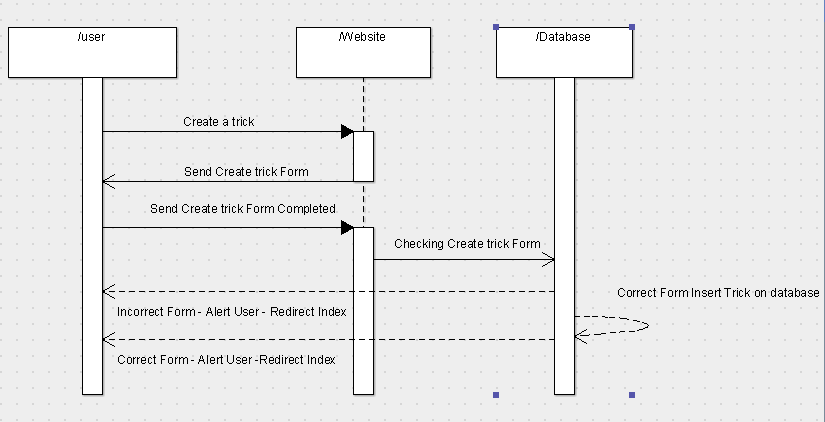 /user
/Website
/Database
Create a trick
Send Create trick Form
Send Create trick Form Completed
Checking Create trick Form
Correct Form Insert Trick on database
Incorrect Form - Alert User - Redirect Index
Correct Form - Alert User -Redirect Index